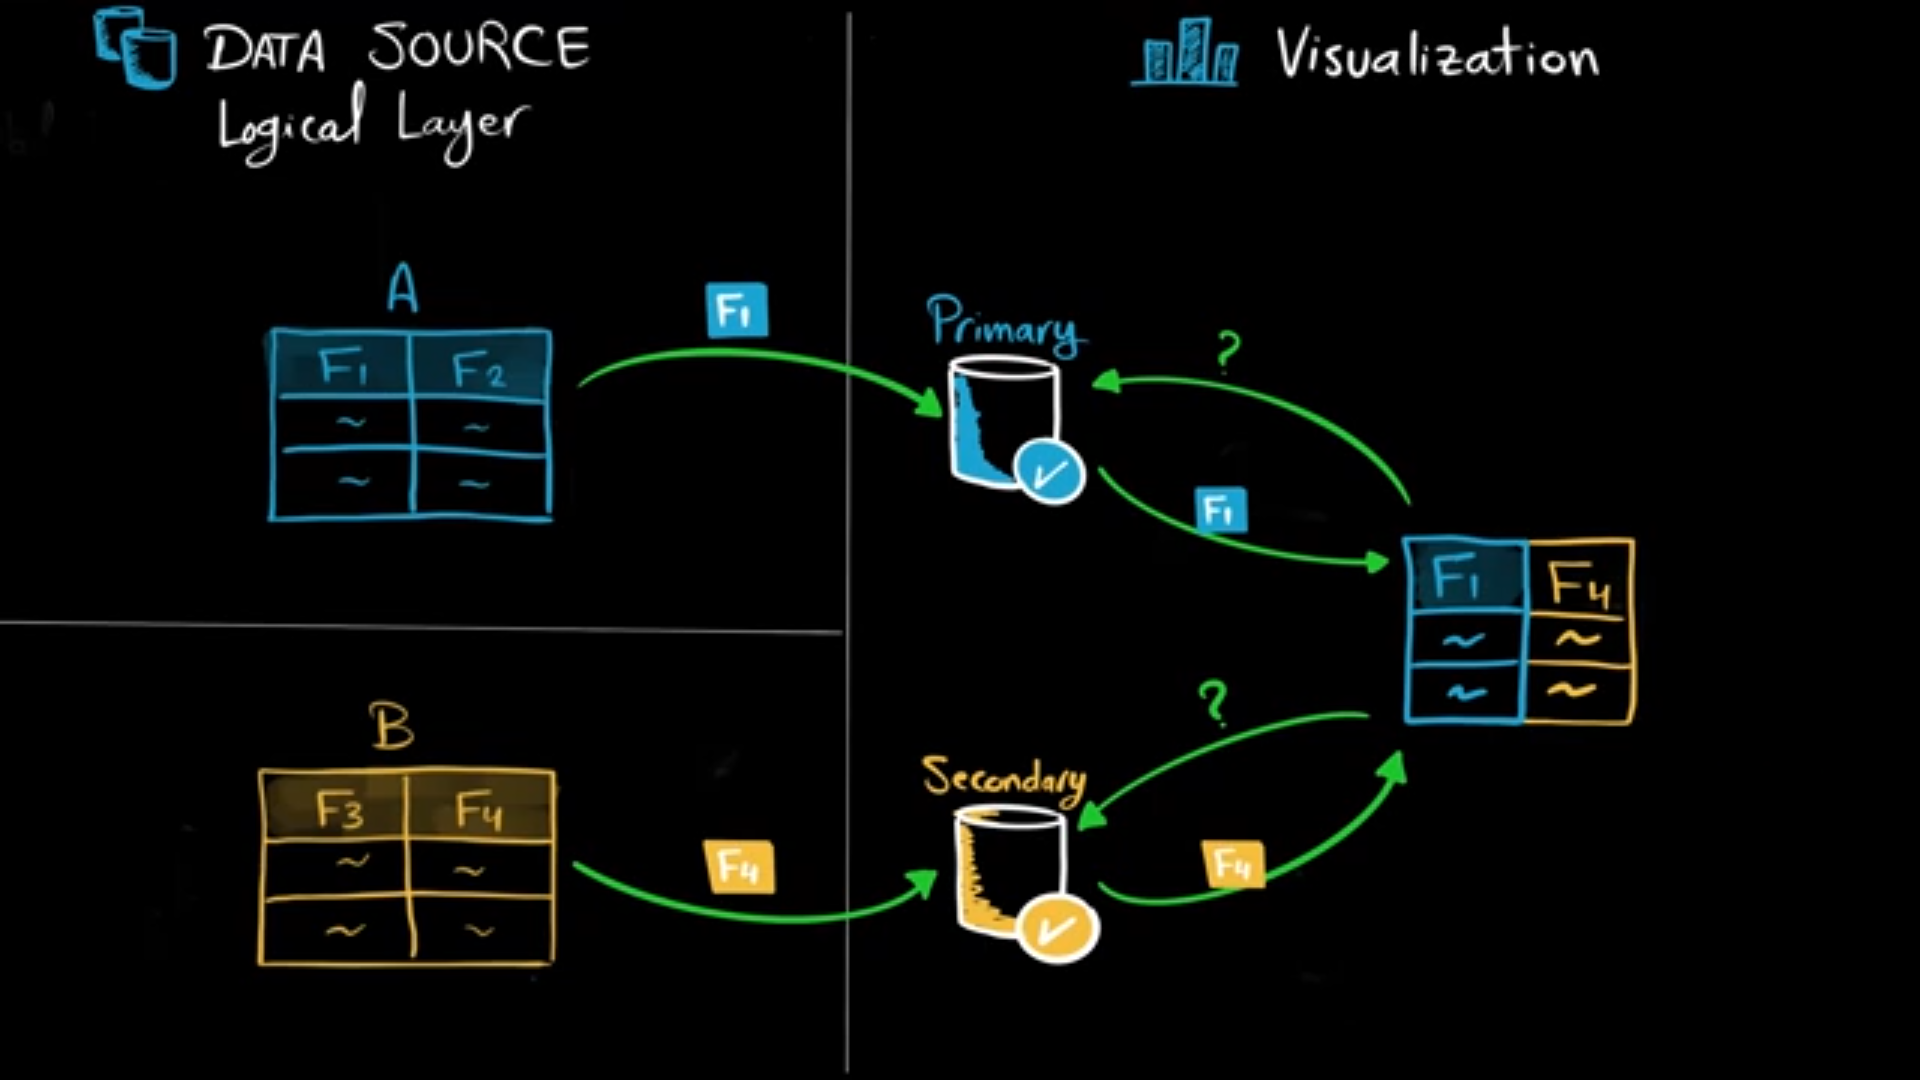 DATA SOURCE
Logical Layer
Visualization
A
F1 F2
~ ~
~ ~
F1
Primary
?
F1
F1 F4
~ ~
~ ~
B
F3 F4
~ ~
~ ~
F4
Secondary
?
F4